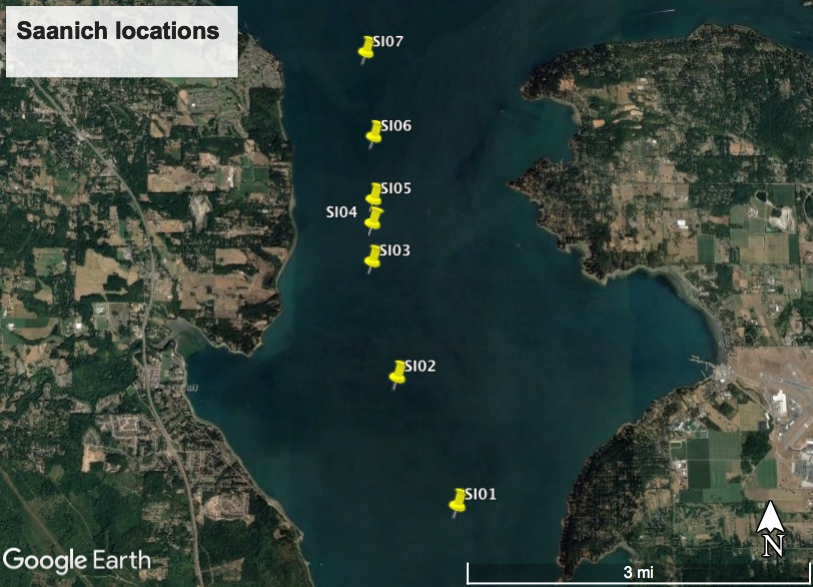 Saanich locations
SI07
SI06
SI05
SI04
SI03
SI02
SI01
Google Earth
3 mi
N